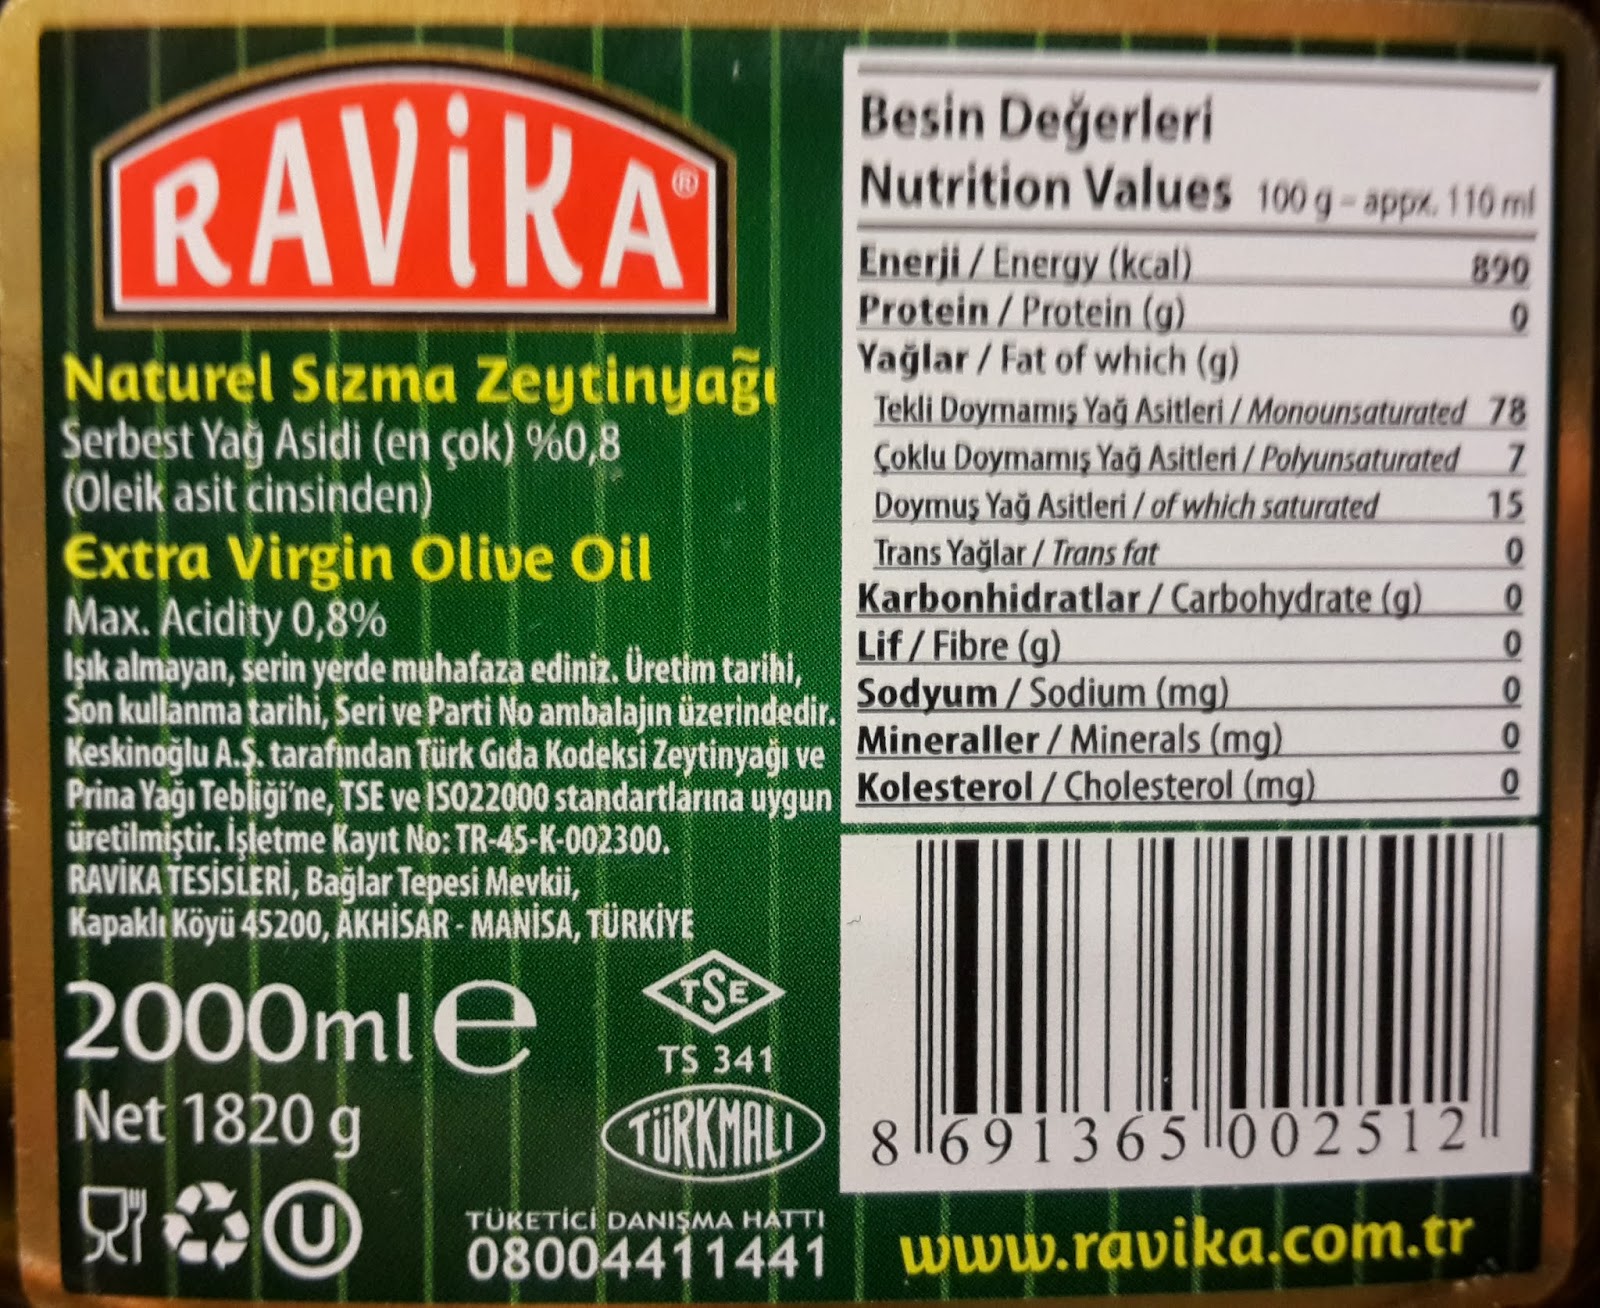 RAVİKA®
Naturel Sızma Zeytinyağı
Serbest Yağ Asidi (en çok) %0,8
(Oleik asit cinsinden)
Extra Virgin Olive Oil
Max. Acidity 0,8%
Işık almayan, serin yerde muhafaza ediniz. Üretim tarihi,
Son kullanma tarihi, Seri ve Parti No ambalajın üzerindedir.
Keskinoğlu A.Ş. tarafından Türk Gıda Kodeksi Zeytinyağı ve
Prina Yağı Tebliği'ne, TSE ve ISO22000 standartlarına uygun
üretilmiştir. İşletme Kayıt No: TR-45-K-002300.
RAVİKA TESİSLERİ, Bağlar Tepesi Mevkii,
Kapaklı Köyü 45200, AKHİSAR - MANİSA, TÜRKİYE
2000ml e
Net 1820 g
TSE
TS 341
TÜRKMALI
U
TÜKETİCİ DANIŞMA HATTI
08004411441
Besin Değerleri
Nutrition Values 100 g – appx. 110 ml
Enerji / Energy (kcal) 890
Protein / Protein (g) 0
Yağlar / Fat of which (g)
Tekli Doymamış Yağ Asitleri / Monounsaturated 78
Çoklu Doymamış Yağ Asitleri / Polyunsaturated 7
Doymuş Yağ Asitleri / of which saturated 15
Trans Yağlar / Trans fat 0
Karbonhidratlar / Carbohydrate (g) 0
Lif / Fibre (g) 0
Sodyum / Sodium (mg) 0
Mineraller / Minerals (mg) 0
Kolesterol / Cholesterol (mg) 0
8 691365 002512
www.ravika.com.tr